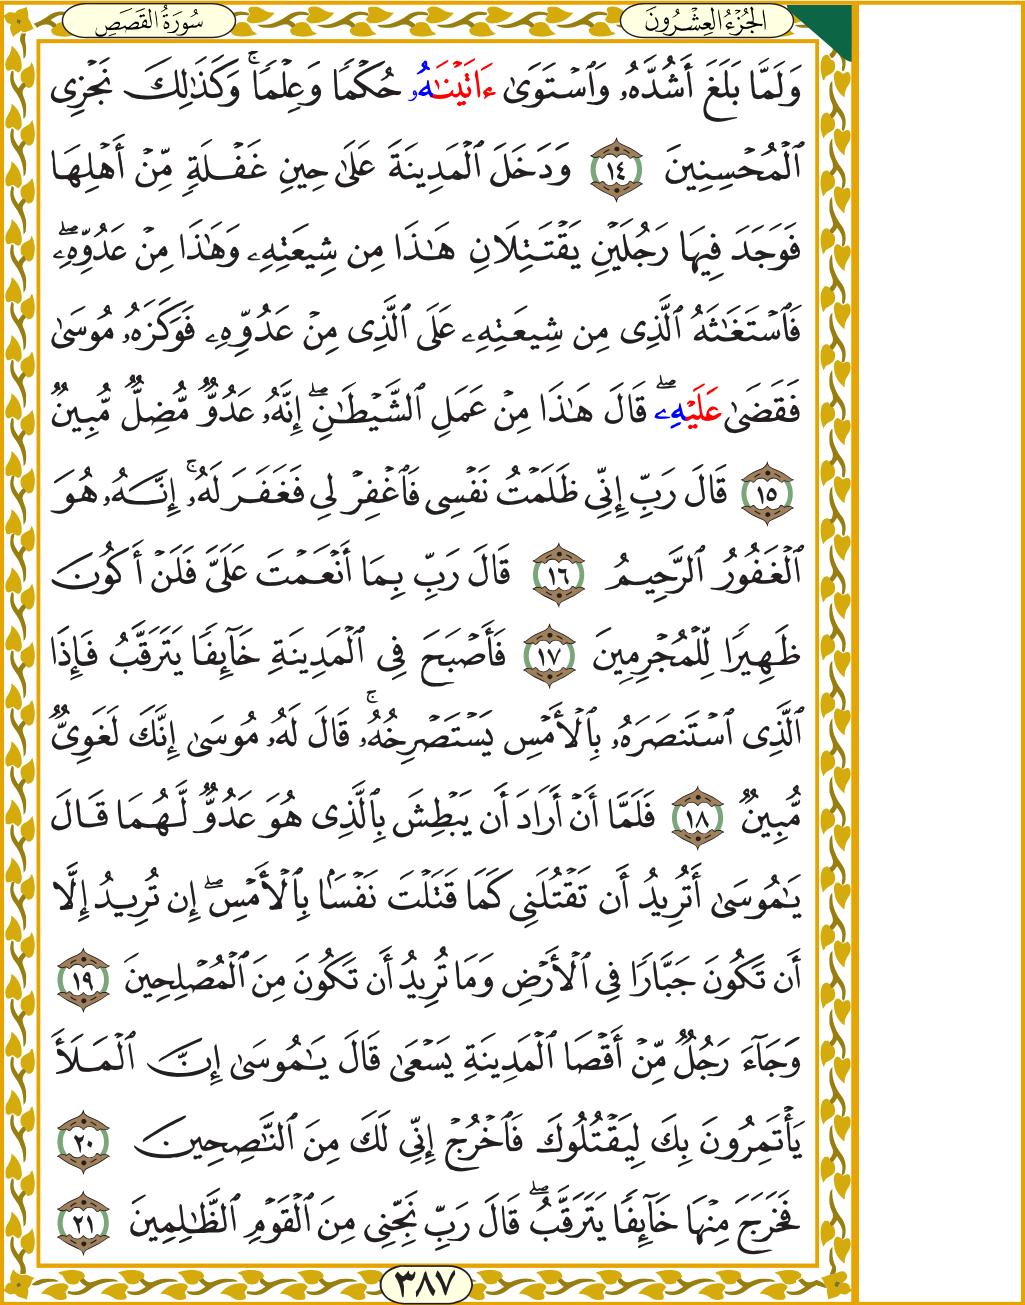 سُورَةُ القَصَصِ
الجُزْءُ العِشْرُونَ
وَلَمَّا بَلَغَ أَشُدَّهُۥ وَٱسۡتَوَىٰٓ ءَاتَيۡنَٰهُ حُكۡمٗا وَعِلۡمٗاۚ وَكَذَٰلِكَ نَجۡزِي
ٱلۡمُحۡسِنِينَ ١٤ وَدَخَلَ ٱلۡمَدِينَةَ عَلَىٰ حِينِ غَفۡلَةٖ مِّنۡ أَهۡلِهَا
فَوَجَدَ فِيهَا رَجُلَيۡنِ يَقۡتَتِلَانِ هَٰذَا مِن شِيعَتِهِۦ وَهَٰذَا مِنۡ عَدُوِّهِۦۖ
فَٱسۡتَغَٰثَهُ ٱلَّذِي مِن شِيعَتِهِۦ عَلَى ٱلَّذِي مِنۡ عَدُوِّهِۦ فَوَكَزَهُۥ مُوسَىٰ
فَقَضَىٰ عَلَيۡهِۖ قَالَ هَٰذَا مِنۡ عَمَلِ ٱلشَّيۡطَٰنِۖ إِنَّهُۥ عَدُوّٞ مُّضِلّٞ مُّبِينٞ
١٥ قَالَ رَبِّ إِنِّي ظَلَمۡتُ نَفۡسِي فَٱغۡفِرۡ لِي فَغَفَرَ لَهُۥٓۚ إِنَّهُۥ هُوَ
ٱلۡغَفُورُ ٱلرَّحِيمُ ١٦ قَالَ رَبِّ بِمَآ أَنۡعَمۡتَ عَلَيَّ فَلَنۡ أَكُونَ
ظَهِيرٗا لِّلۡمُجۡرِمِينَ ١٧ فَأَصۡبَحَ فِي ٱلۡمَدِينَةِ خَآئِفٗا يَتَرَقَّبُ فَإِذَا
ٱلَّذِي ٱسۡتَنصَرَهُۥ بِٱلۡأَمۡسِ يَسۡتَصۡرِخُهُۥۚ قَالَ لَهُۥ مُوسَىٰٓ إِنَّكَ لَغَوِيّٞ
مُّبِينٞ ١٨ فَلَمَّآ أَنۡ أَرَادَ أَن يَبۡطِشَ بِٱلَّذِي هُوَ عَدُوّٞ لَّهُمَا قَالَ
يَٰمُوسَىٰٓ أَتُرِيدُ أَن تَقۡتُلَنِي كَمَا قَتَلۡتَ نَفۡسَۢا بِٱلۡأَمۡسِۖ إِن تُرِيدُ إِلَّآ
أَن تَكُونَ جَبَّارٗا فِي ٱلۡأَرۡضِ وَمَا تُرِيدُ أَن تَكُونَ مِنَ ٱلۡمُصۡلِحِينَ ١٩
وَجَآءَ رَجُلٞ مِّنۡ أَقۡصَا ٱلۡمَدِينَةِ يَسۡعَىٰ قَالَ يَٰمُوسَىٰٓ إِنَّ ٱلۡمَلَأَ
يَأۡتَمِرُونَ بِكَ لِيَقۡتُلُوكَ فَٱخۡرُجۡ إِنِّي لَكَ مِنَ ٱلنَّٰصِحِينَ ٢٠
فَخَرَجَ مِنۡهَا خَآئِفٗا يَتَرَقَّبُۖ قَالَ رَبِّ نَجِّنِي مِنَ ٱلۡقَوۡمِ ٱلظَّٰلِمِينَ ٢١
٣٨٧